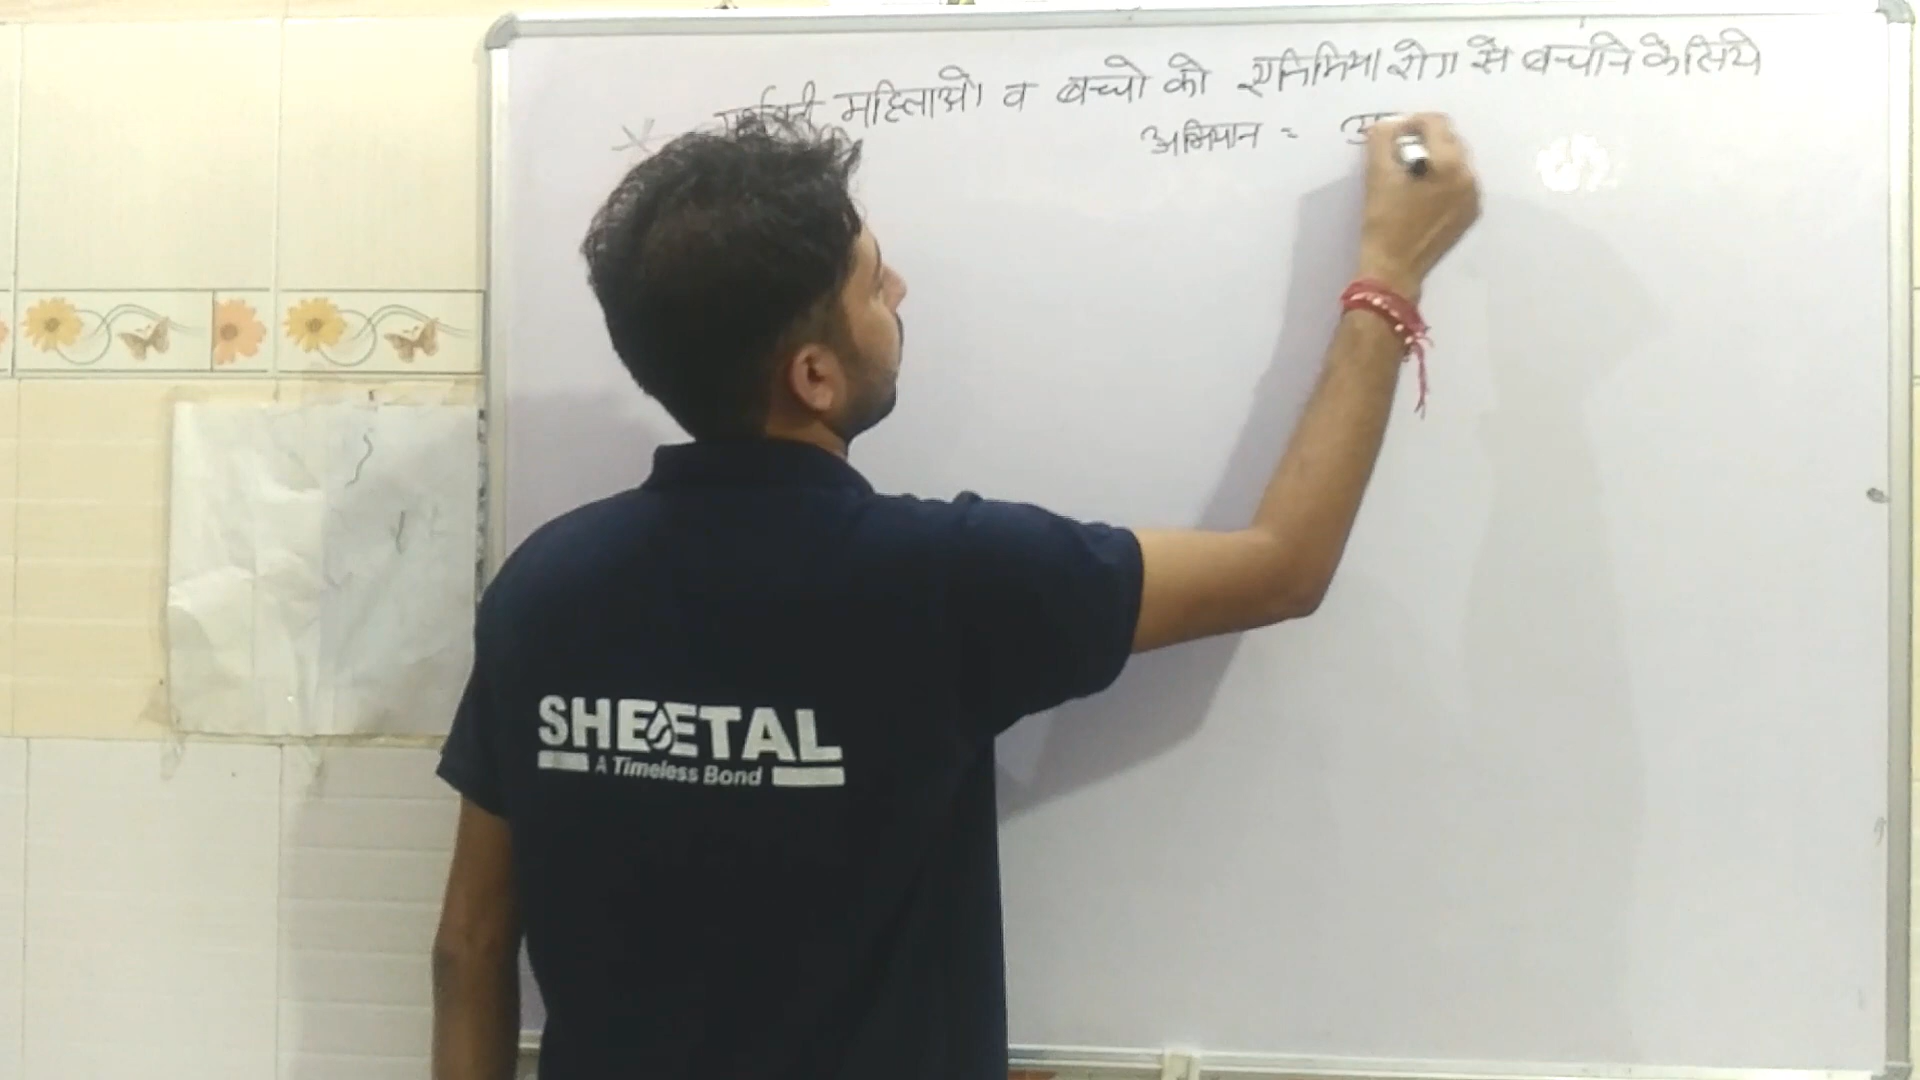 गर्भवती महिलाओ व बच्चो को एनिमिया रोग से बचाने के लिये
अभियान =
SHEETAL
A Timeless Bond